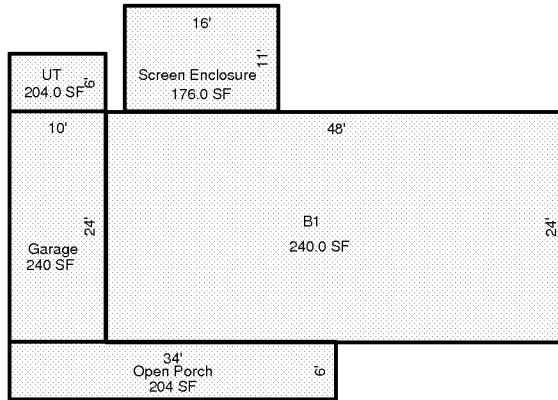 16'
11'
Screen Enclosure
176.0 SF
UT
6'
204.0 SF
10'
24'
Garage
240 SF
48'
B1
240.0 SF
24'
34'
Open Porch
204 SF
6'